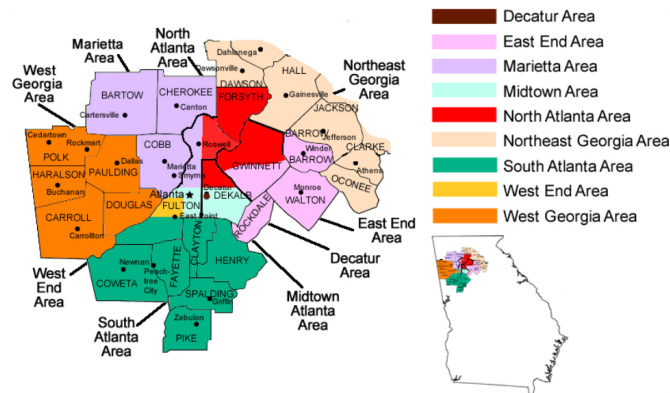 Marietta
Area
North
Atlanta
Area
West
Georgia
Area
Northeast
Georgia
Area
Dahlonega
Dawsonville
DAWSON
HALL
Gainesville
BARTOW
Cartersville
CHEROKEE
Canton
FORSYTH
JACKSON
Jefferson
BARROW
Winder
BARROW
CLARKE
Athens
OCONEE
Cedartown
Rockmart
POLK
COBB
Marietta
Smyrna
Roswell
GWINNETT
HARALSON
Buchanan
Dallas
PAULDING
Monroe
WALTON
CARROLL
Carrollton
DOUGLAS
Atlanta
FULTON
East Point
Decatur
DEKALB
ROCKDALE
East End
Area
West
End
Area
Newnan
COWETA
Peach-
tree City
FAYETTE
CLAYTON
HENRY
Decatur
Area
Midtown
Atlanta
Area
SPALDING
Griffin
South
Atlanta
Area
Zebulon
PIKE
Decatur Area
East End Area
Marietta Area
Midtown Area
North Atlanta Area
Northeast Georgia Area
South Atlanta Area
West End Area
West Georgia Area